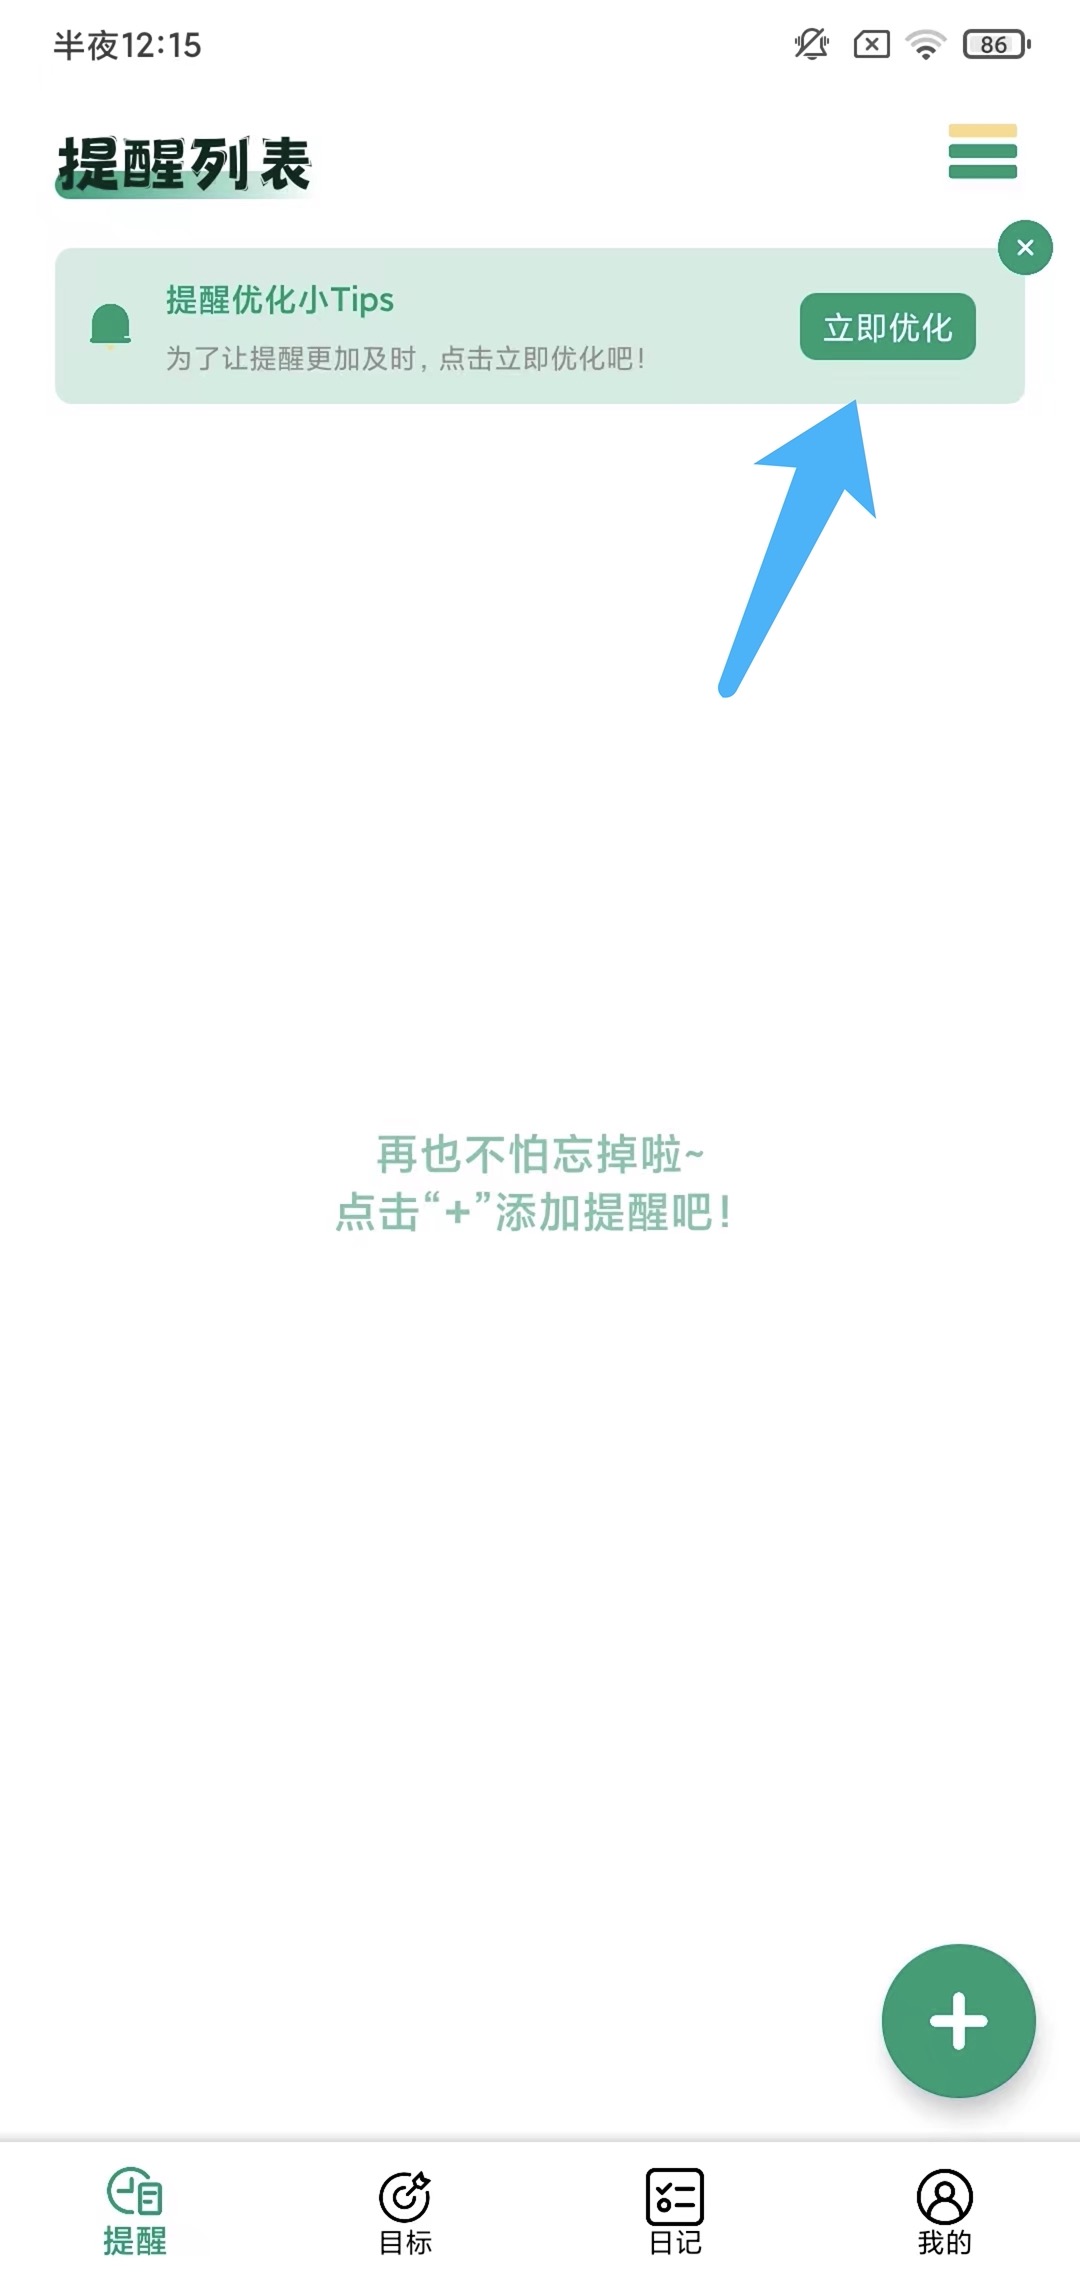 半夜12:15
86
提醒列表
提醒优化小Tips
为了让提醒更加及时，点击立即优化吧！
立即优化
再也不怕忘掉啦~
点击“+”添加提醒吧！
提醒
目标
日记
我的